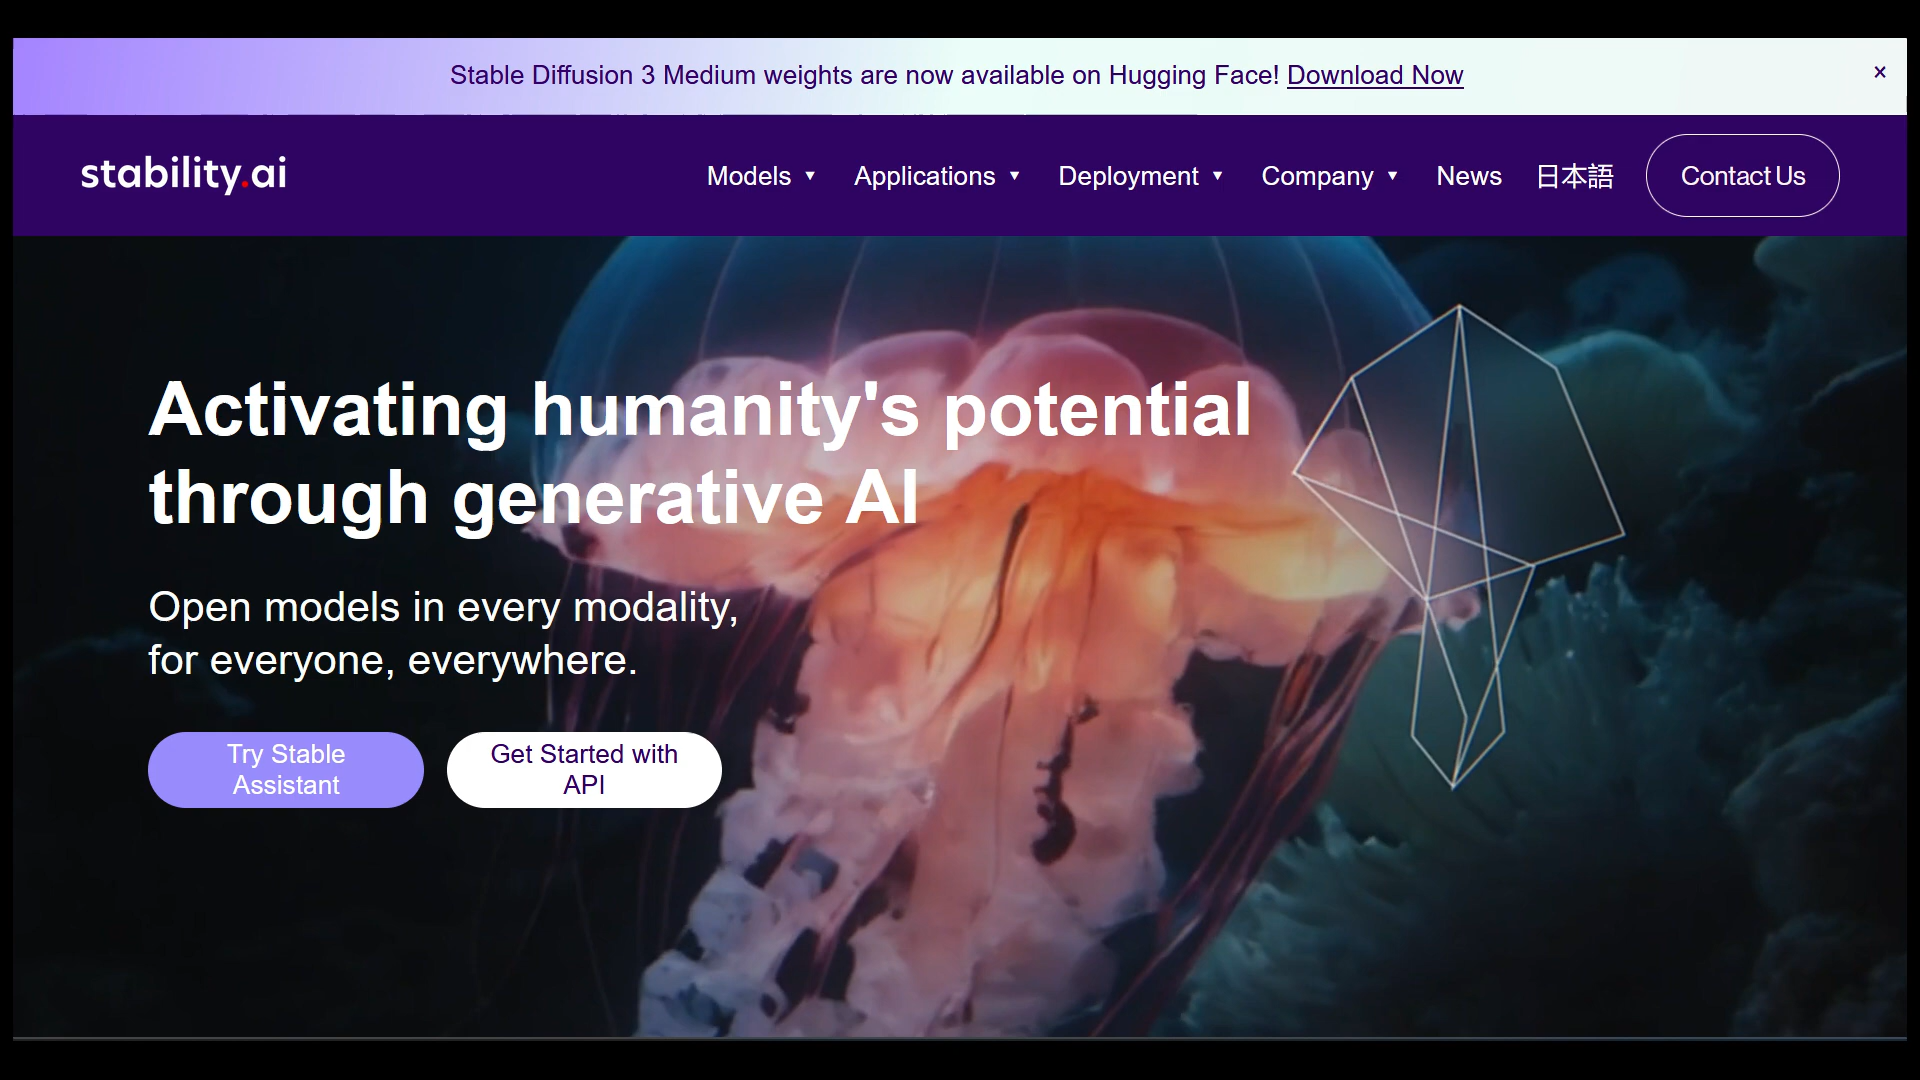 Stable Diffusion 3 Medium weights are now available on Hugging Face! Download Now ×
stability.ai
Models ▼ Applications ▼ Deployment ▼ Company ▼ News 日本語 Contact Us
Activating humanity's potential
through generative AI
Open models in every modality,
for everyone, everywhere.
Try Stable
Assistant
Get Started with
API